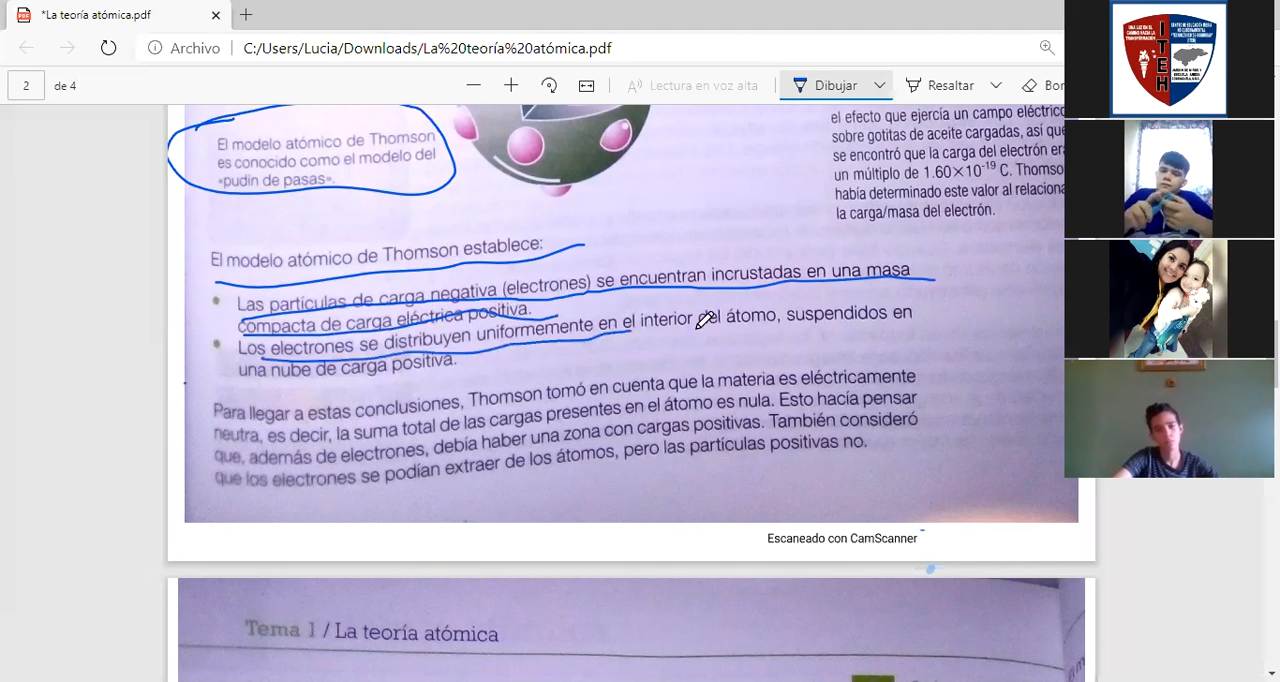 *La teoría atómica.pdf
Archivo
C:/Users/Lucia/Downloads/La%20teoría%20atómica.pdf
2
de 4
Lectura en voz alta
Dibujar
Resaltar
Bor
El modelo atómico de Thomson
es conocido como el modelo del
«pudin de pasas».
el efecto que ejercía un campo eléctric
sobre gotitas de aceite cargadas, así que
se encontró que la carga del electrón era
un múltiplo de 1.60×10⁻¹⁹ C. Thomso
había determinado este valor al relaciona
la carga/masa del electrón.
El modelo atómico de Thomson establece:
• Las partículas de carga negativa (electrones) se encuentran incrustadas en una masa
compacta de carga eléctrica positiva.
• Los electrones se distribuyen uniformemente en el interior del átomo, suspendidos en
una nube de carga positiva.
Para llegar a estas conclusiones, Thomson tomó en cuenta que la materia es eléctricamente
neutra, es decir, la suma total de las cargas presentes en el átomo es nula. Esto hacía pensar
que, además de electrones, debía haber una zona con cargas positivas. También consideró
que los electrones se podían extraer de los átomos, pero las partículas positivas no.
Escaneado con CamScanner
Tema 1 / La teoría atómica
ITEH